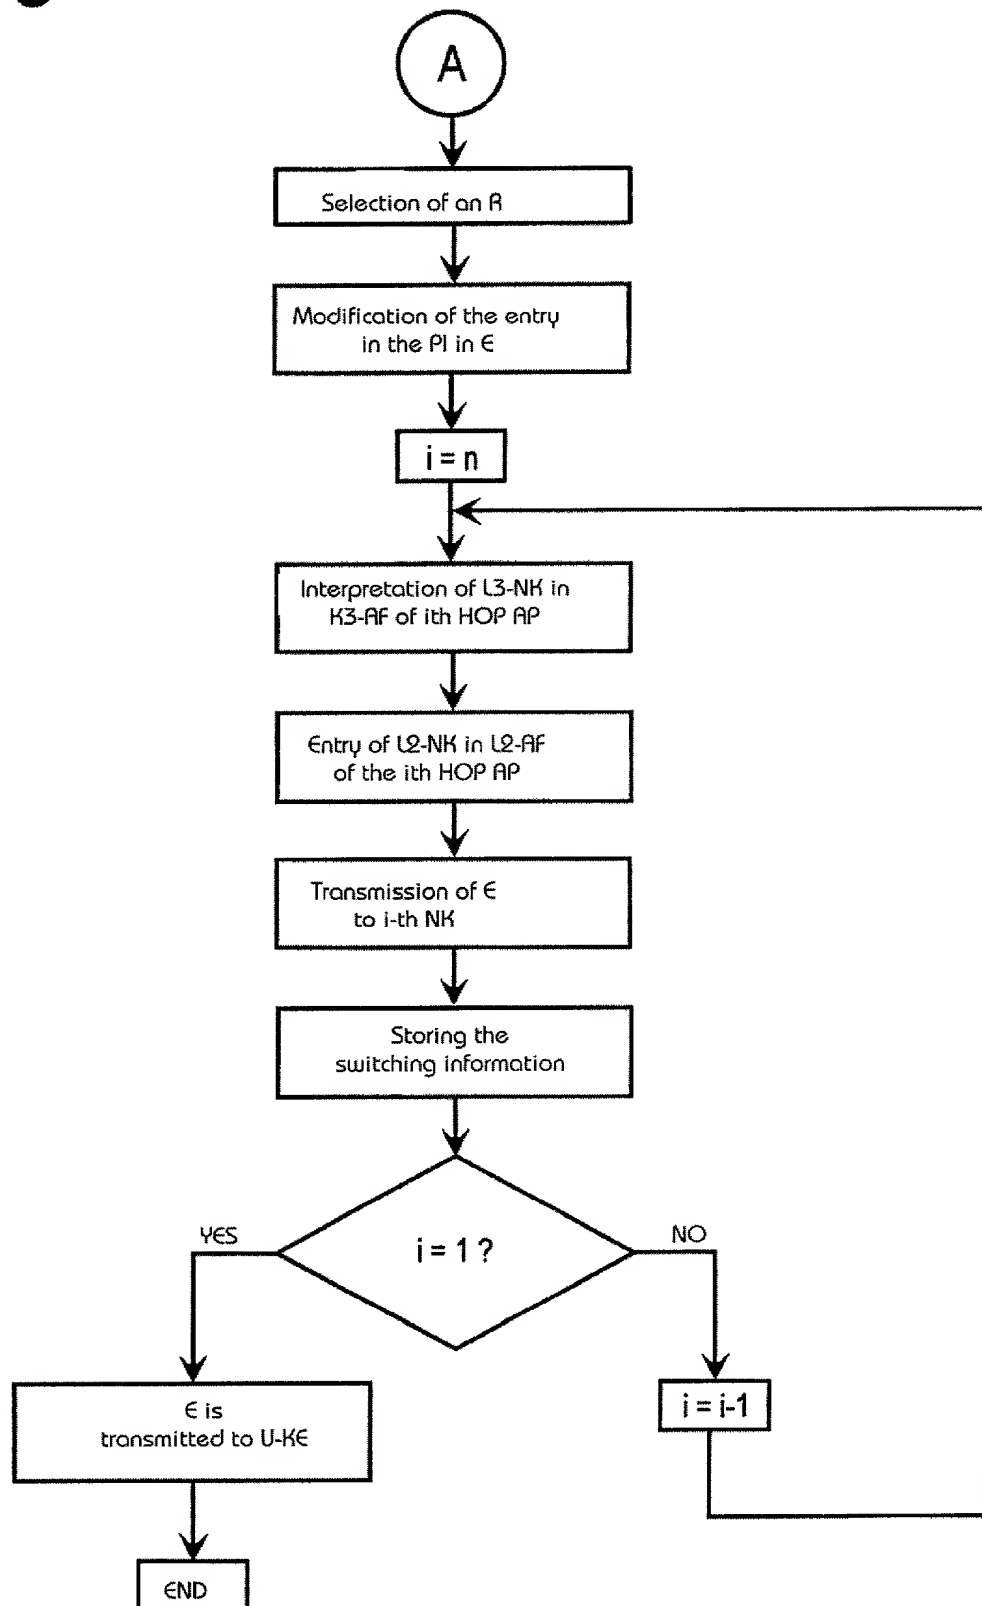 A
Selection of an R
Modification of the entry
in the PI in E
i = n
Interpretation of L3-NK in
K3-AF of ith HOP AP
Entry of L2-NK in L2-AF
of the ith HOP AP
Transmission of E
to i-th NK
Storing the
switching information
YES
i = 1 ?
NO
E is
transmitted to U-KE
i = i-1
END